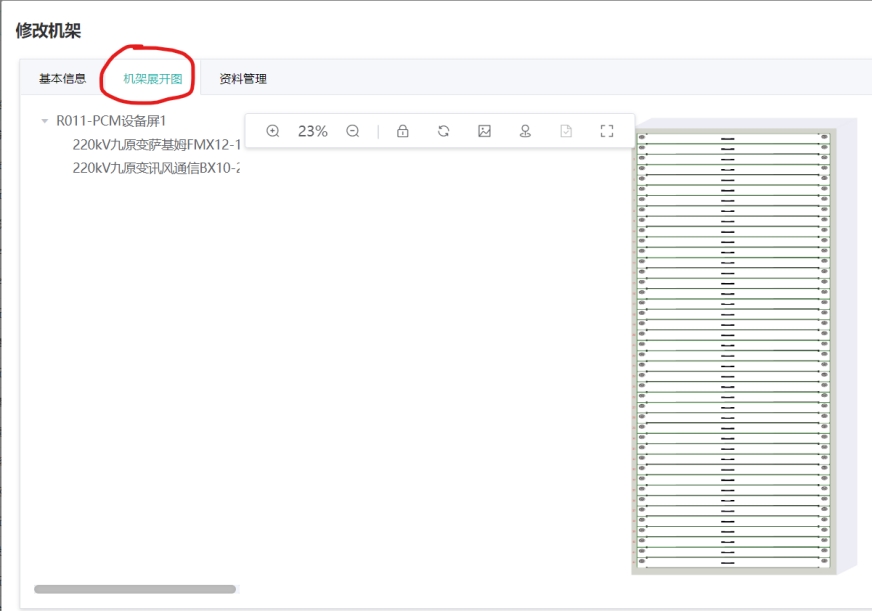 修改机架
基本信息 机架展开图 资料管理
R011-PCM设备屏1
23%
220kV九原变萨基姆FMX12-1
220kV九原变讯风通信BX10-2